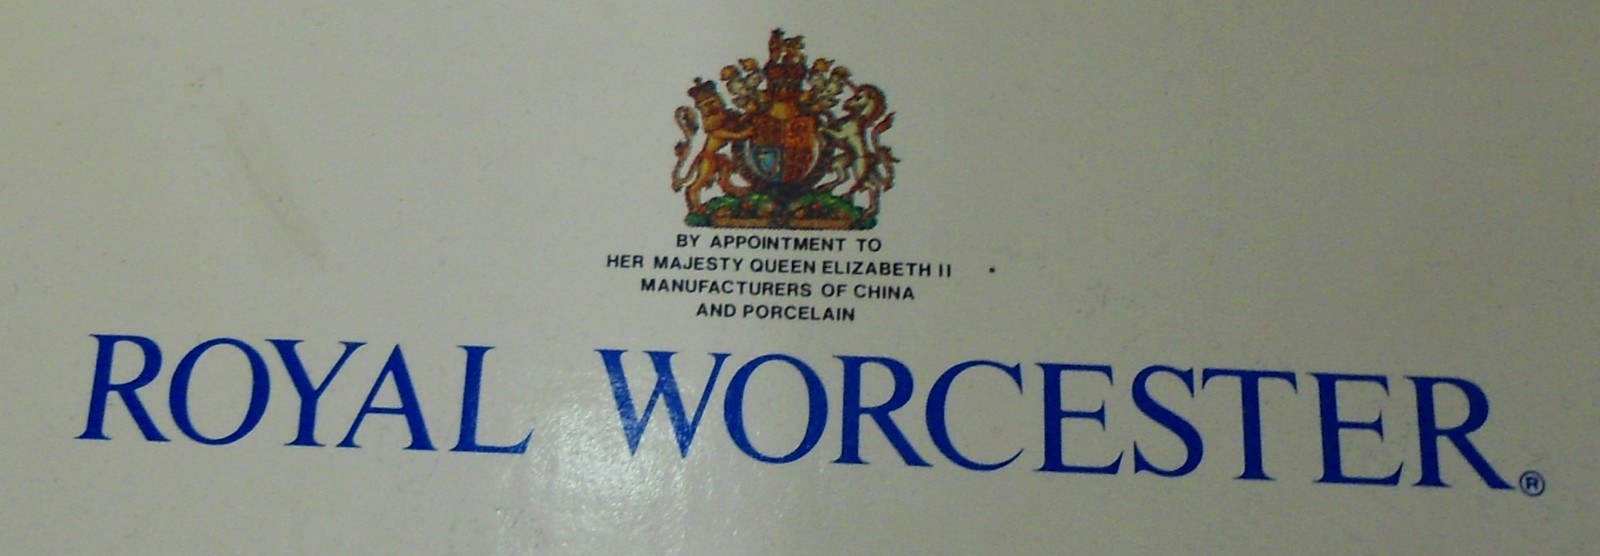 BY APPOINTMENT TO
HER MAJESTY QUEEN ELIZABETH II
MANUFACTURERS OF CHINA
AND PORCELAIN
ROYAL WORCESTER®